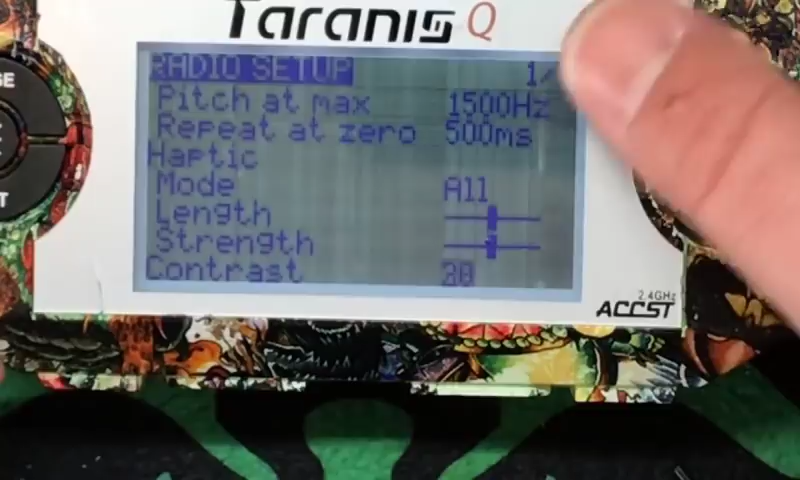 Taranis Q
RADIO SETUP 1/
Pitch at max 1500Hz
Repeat at zero 500ms
Haptic
Mode All
Length
Strength
Contrast 20
2.4GHz
ACCST
SE
T